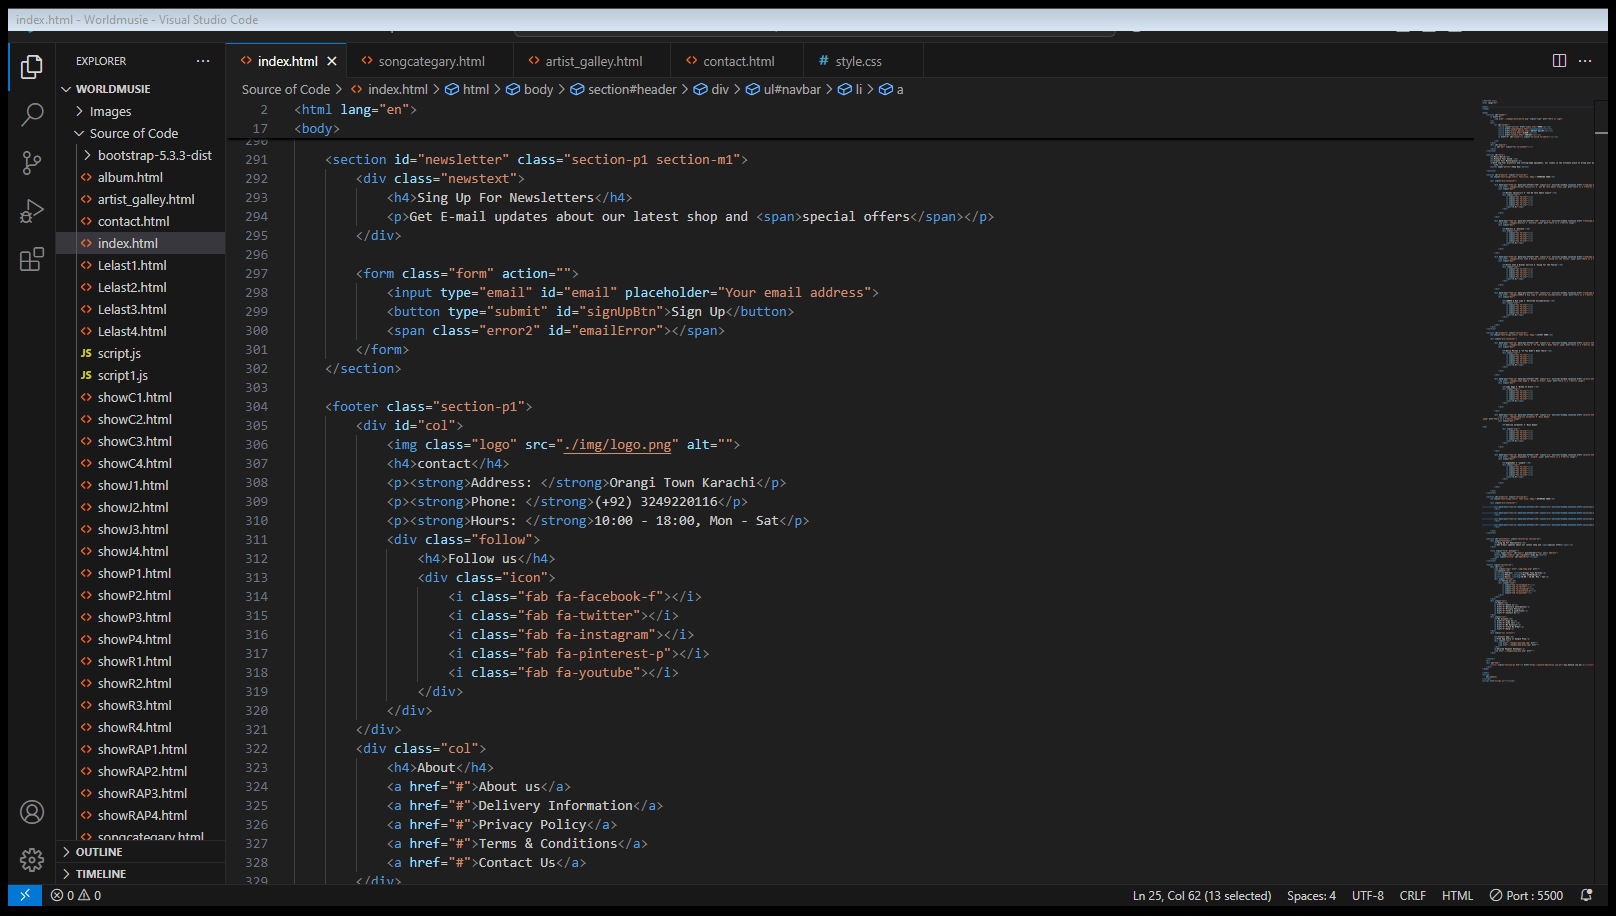 index.html - Worldmusie - Visual Studio Code
EXPLORER
WORLDMUSIE
Images
Source of Code
bootstrap-5.3.3-dist
album.html
artist_galley.html
contact.html
index.html
Lelast1.html
Lelast2.html
Lelast3.html
Lelast4.html
JS script.js
JS script1.js
showC1.html
showC2.html
showC3.html
showC4.html
showJ1.html
showJ2.html
showJ3.html
showJ4.html
showP1.html
showP2.html
showP3.html
showP4.html
showR1.html
showR2.html
showR3.html
showR4.html
showRAP1.html
showRAP2.html
showRAP3.html
showRAP4.html
songcategary.html
OUTLINE
TIMELINE
index.html songcategary.html artist_galley.html contact.html # style.css
Source of Code > index.html > html > body > section#header > div > ul#navbar > li > a
2 <html lang="en">
17 <body>
290
291 <section id="newsletter" class="section-p1 section-m1">
292 <div class="newstext">
293 <h4>Sing Up For Newsletters</h4>
294 <p>Get E-mail updates about our latest shop and <span>special offers</span></p>
295 </div>
296
297 <form class="form" action="">
298 <input type="email" id="email" placeholder="Your email address">
299 <button type="submit" id="signUpBtn">Sign Up</button>
300 <span class="error2" id="emailError"></span>
301 </form>
302 </section>
303
304 <footer class="section-p1">
305 <div id="col">
306 <img class="logo" src="./img/logo.png" alt="">
307 <h4>contact</h4>
308 <p><strong>Address: </strong>Orangi Town Karachi</p>
309 <p><strong>Phone: </strong>(+92) 3249220116</p>
310 <p><strong>Hours: </strong>10:00 - 18:00, Mon - Sat</p>
311 <div class="follow">
312 <h4>Follow us</h4>
313 <div class="icon">
314 <i class="fab fa-facebook-f"></i>
315 <i class="fab fa-twitter"></i>
316 <i class="fab fa-instagram"></i>
317 <i class="fab fa-pinterest-p"></i>
318 <i class="fab fa-youtube"></i>
319 </div>
320 </div>
321 </div>
322 <div class="col">
323 <h4>About</h4>
324 <a href="#">About us</a>
325 <a href="#">Delivery Information</a>
326 <a href="#">Privacy Policy</a>
327 <a href="#">Terms & Conditions</a>
328 <a href="#">Contact Us</a>
329 </div>
0 0 Ln 25, Col 62 (13 selected) Spaces: 4 UTF-8 CRLF HTML Port : 5500